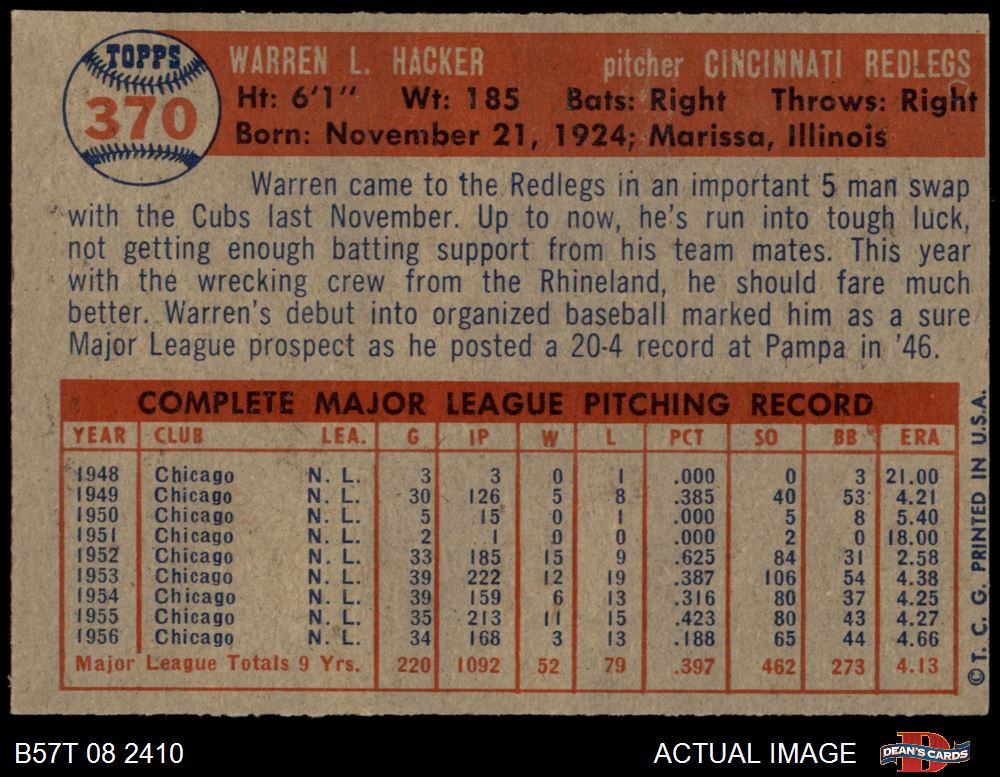 TOPPS
370
WARREN L. HACKER pitcher CINCINNATI REDLEGS
Ht: 6'1" Wt: 185 Bats: Right Throws: Right
Born: November 21, 1924; Marissa, Illinois
Warren came to the Redlegs in an important 5 man swap
with the Cubs last November. Up to now, he's run into tough luck,
not getting enough batting support from his team mates. This year
with the wrecking crew from the Rhineland, he should fare much
better. Warren's debut into organized baseball marked him as a sure
Major League prospect as he posted a 20-4 record at Pampa in '46.
COMPLETE MAJOR LEAGUE PITCHING RECORD
YEAR CLUB LEA. G IP W L PCT SO BB ERA
1948 Chicago N. L. 3 3 0 1 .000 0 3 21.00
1949 Chicago N. L. 30 126 5 8 .385 40 53 4.21
1950 Chicago N. L. 5 15 0 1 .000 5 8 5.40
1951 Chicago N. L. 2 1 0 0 .000 2 0 18.00
1952 Chicago N. L. 33 185 15 9 .625 84 31 2.58
1953 Chicago N. L. 39 222 12 19 .387 106 54 4.38
1954 Chicago N. L. 39 159 6 13 .316 80 37 4.25
1955 Chicago N. L. 35 213 11 15 .423 80 43 4.27
1956 Chicago N. L. 34 168 3 13 .188 65 44 4.66
Major League Totals 9 Yrs. 220 1092 52 79 .397 462 273 4.13
© T. C. G. PRINTED IN U.S.A.
B57T 08 2410 ACTUAL IMAGE
D
DEAN'S CARDS